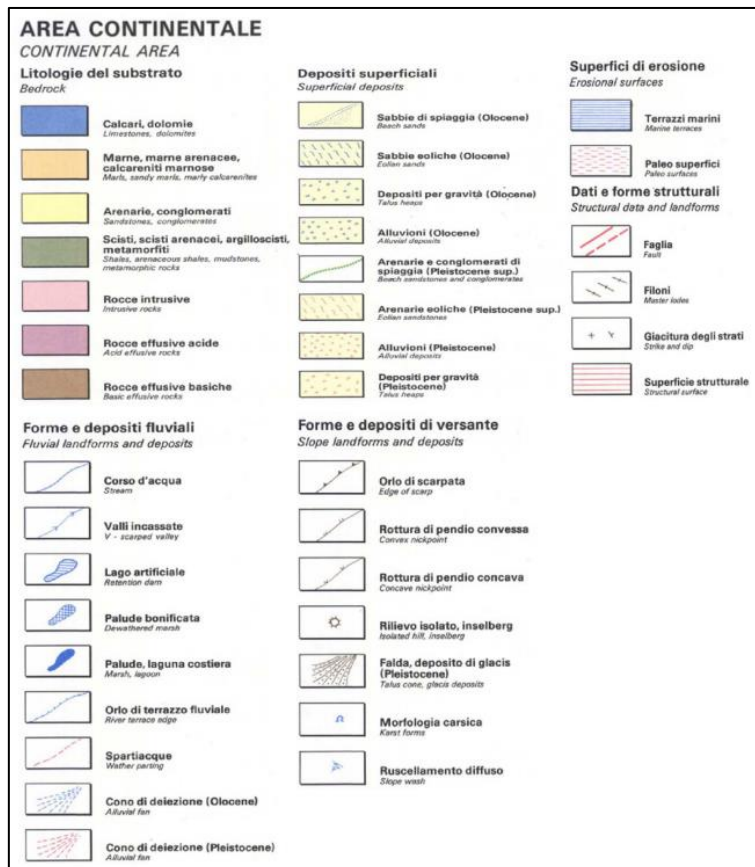 AREA CONTINENTALE
CONTINENTAL AREA
Litologie del substrato
Bedrock
Calcari, dolomie
Limestones, dolomites
Marne, marne arenacee,
calcareniti marnose
Marls, sandy marls, marly calcarenites
Arenarie, conglomerati
Sandstones, conglomerates
Scisti, scisti arenacei, argilloscisti,
metamorfiti
Shales, arenaceous shales, mudstones,
metamorphic rocks
Rocce intrusive
Intrusive rocks
Rocce effusive acide
Acid effusive rocks
Rocce effusive basiche
Basic effusive rocks
Depositi superficiali
Superficial deposits
Sabbie di spiaggia (Olocene)
Beach sands
Sabbie eoliche (Olocene)
Eolian sands
Depositi per gravità (Olocene)
Talus heaps
Alluvioni (Olocene)
Alluvial deposits
Arenarie e conglomerati di
spiaggia (Pleistocene sup.)
Beach sandstones and conglomerates
Arenarie eoliche (Pleistocene sup.)
Eolian sandstones
Alluvioni (Pleistocene)
Alluvial deposits
Depositi per gravità
(Pleistocene)
Talus heaps
Superfici di erosione
Erosional surfaces
Terrazzi marini
Marine terraces
Paleo superfici
Paleo surfaces
Dati e forme strutturali
Structural data and landforms
Faglia
Fault
Filoni
Master lodes
Giacitura degli strati
Strike and dip
Superficie strutturale
Structural surface
Forme e depositi fluviali
Fluvial landforms and deposits
Corso d'acqua
Stream
Valli incassate
V - scarped valley
Lago artificiale
Retention dam
Palude bonificata
Dewathered marsh
Palude, laguna costiera
Marsh, lagoon
Orlo di terrazzo fluviale
River terrace edge
Spartiacque
Wather parting
Cono di deiezione (Olocene)
Alluvial fan
Cono di deiezione (Pleistocene)
Alluvial fan
Forme e depositi di versante
Slope landforms and deposits
Orlo di scarpata
Edge of scarp
Rottura di pendio convessa
Convex nickpoint
Rottura di pendio concava
Concave nickpoint
Rilievo isolato, inselberg
Isolated hill, inselberg
Falda, deposito di glacis
(Pleistocene)
Talus cone, glacis deposits
Morfologia carsica
Karst forms
Ruscellamento diffuso
Slope wash